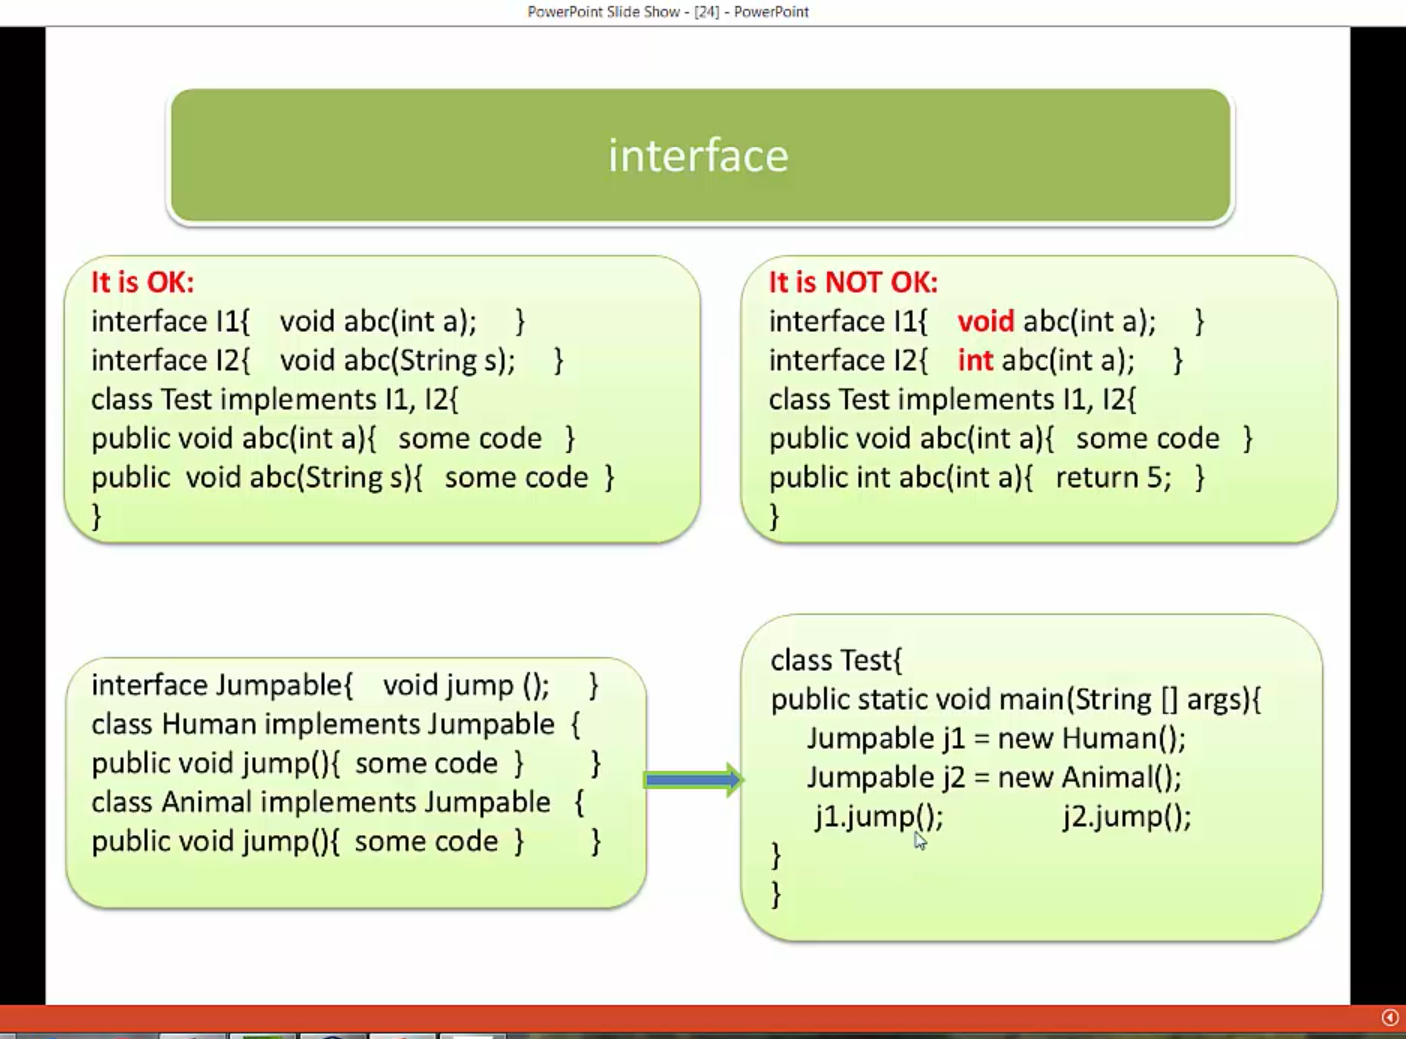 PowerPoint Slide Show - [24] - PowerPoint
interface
It is OK:
interface I1{ void abc(int a); }
interface I2{ void abc(String s); }
class Test implements I1, I2{
public void abc(int a){ some code }
public void abc(String s){ some code }
}
It is NOT OK:
interface I1{ void abc(int a); }
interface I2{ int abc(int a); }
class Test implements I1, I2{
public void abc(int a){ some code }
public int abc(int a){ return 5; }
}
interface Jumpable{ void jump (); }
class Human implements Jumpable {
public void jump(){ some code } }
class Animal implements Jumpable {
public void jump(){ some code } }
class Test{
public static void main(String [] args){
Jumpable j1 = new Human();
Jumpable j2 = new Animal();
j1.jump(); j2.jump();
}
}